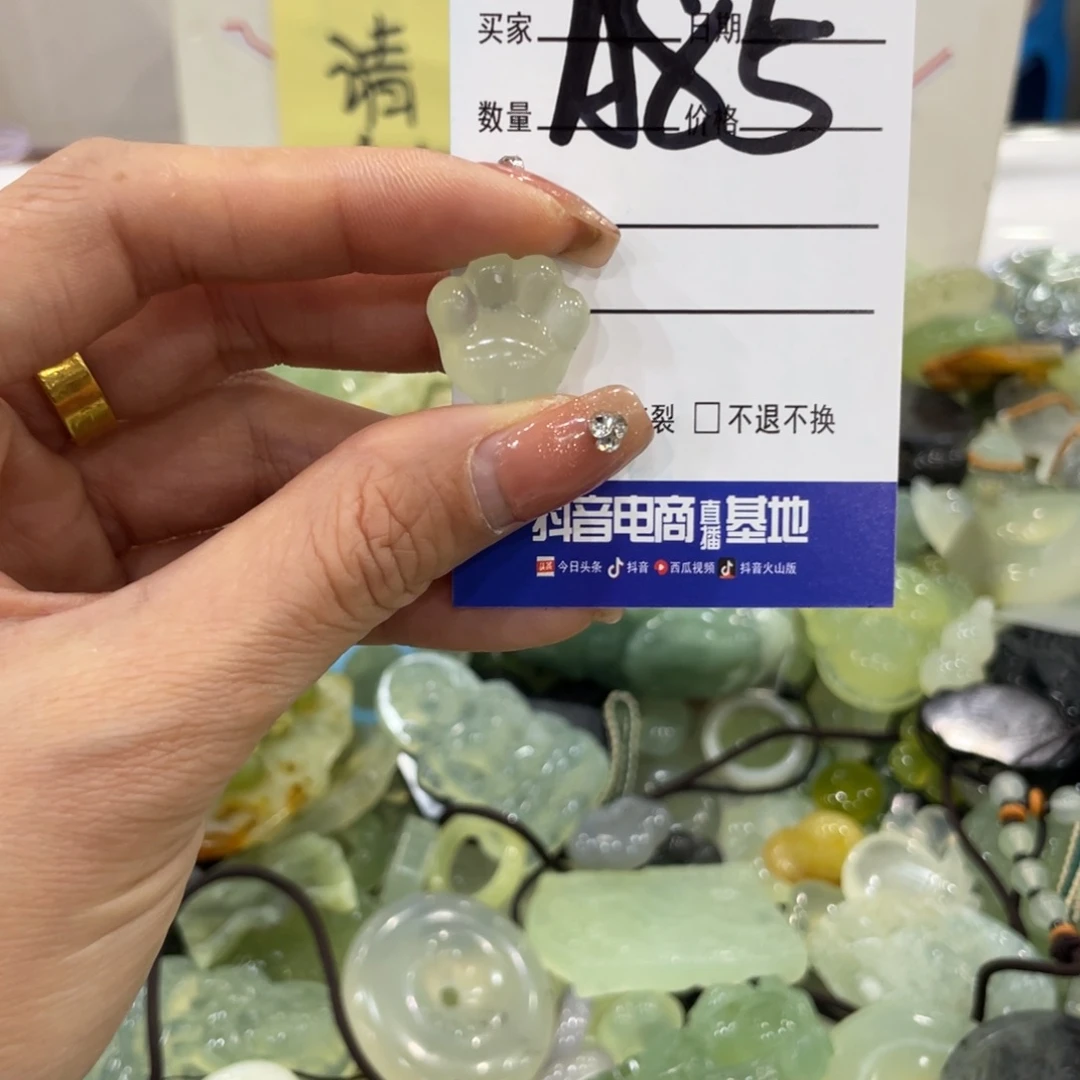 请
买家 日期
A85
数量 价格
裂 □不退不换
抖音电商直播基地
今日头条 抖音 西瓜视频 抖音火山版